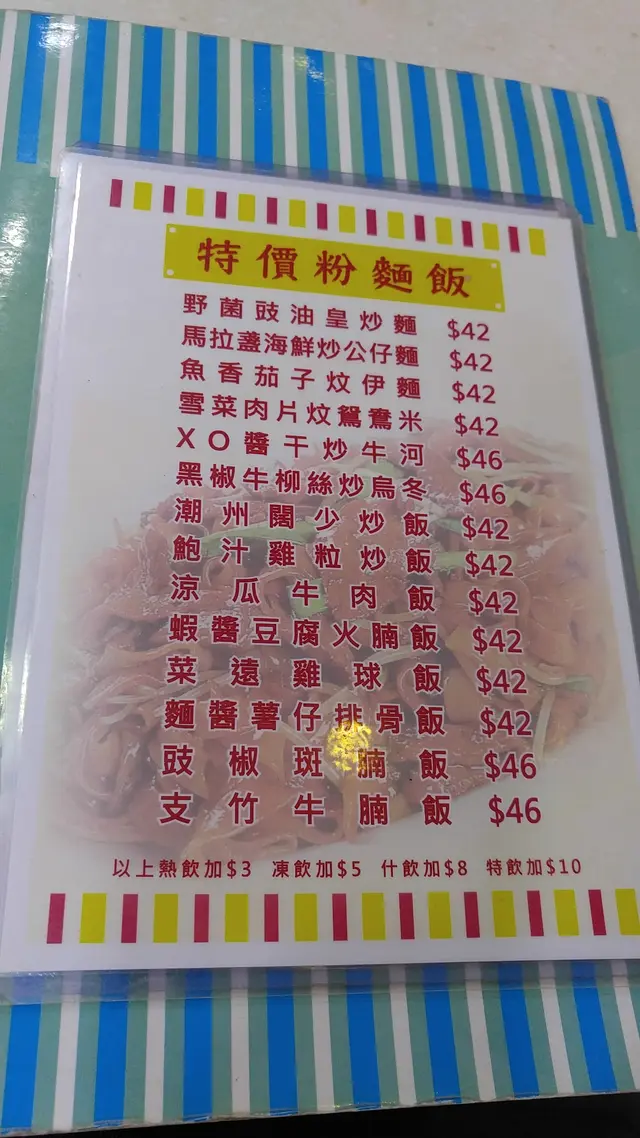 特價粉麵飯
野菌豉油皇炒麵 $42
馬拉盞海鮮炒公仔麵 $42
魚香茄子炆伊麵 $42
雪菜肉片炆鴛鴦米 $42
XO醬干炒牛河 $46
黑椒牛柳絲炒烏冬 $46
潮州闊少炒飯 $42
鮑汁雞粒炒飯 $42
涼瓜牛肉飯 $42
蝦醬豆腐火腩飯 $42
菜遠雞球飯 $42
麵醬薯仔排骨飯 $42
豉椒斑腩飯 $46
支竹牛腩飯 $46
以上熱飲加$3 凍飲加$5 什飲加$8 特飲加$10